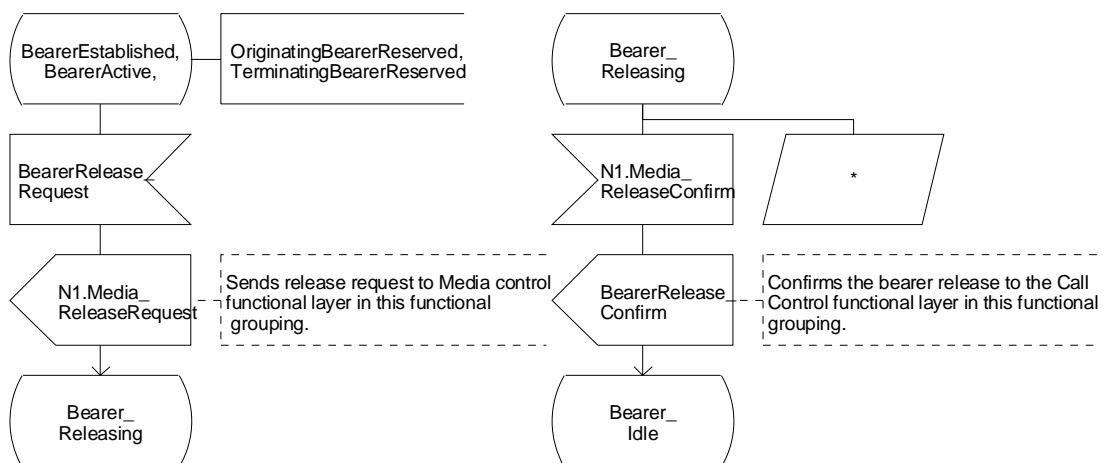 BearerEstablished,
BearerActive,
OriginatingBearerReserved,
TerminatingBearerReserved
BearerRelease_
Request
N1.Media_
ReleaseRequest
Sends release request to Media control
functional layer in this functional
grouping.
Bearer_
Releasing
Bearer_
Releasing
N1.Media_
ReleaseConfirm
*
BearerRelease_
Confirm
Confirms the bearer release to the Call
Control functional layer in this functional
grouping.
Bearer_
Idle